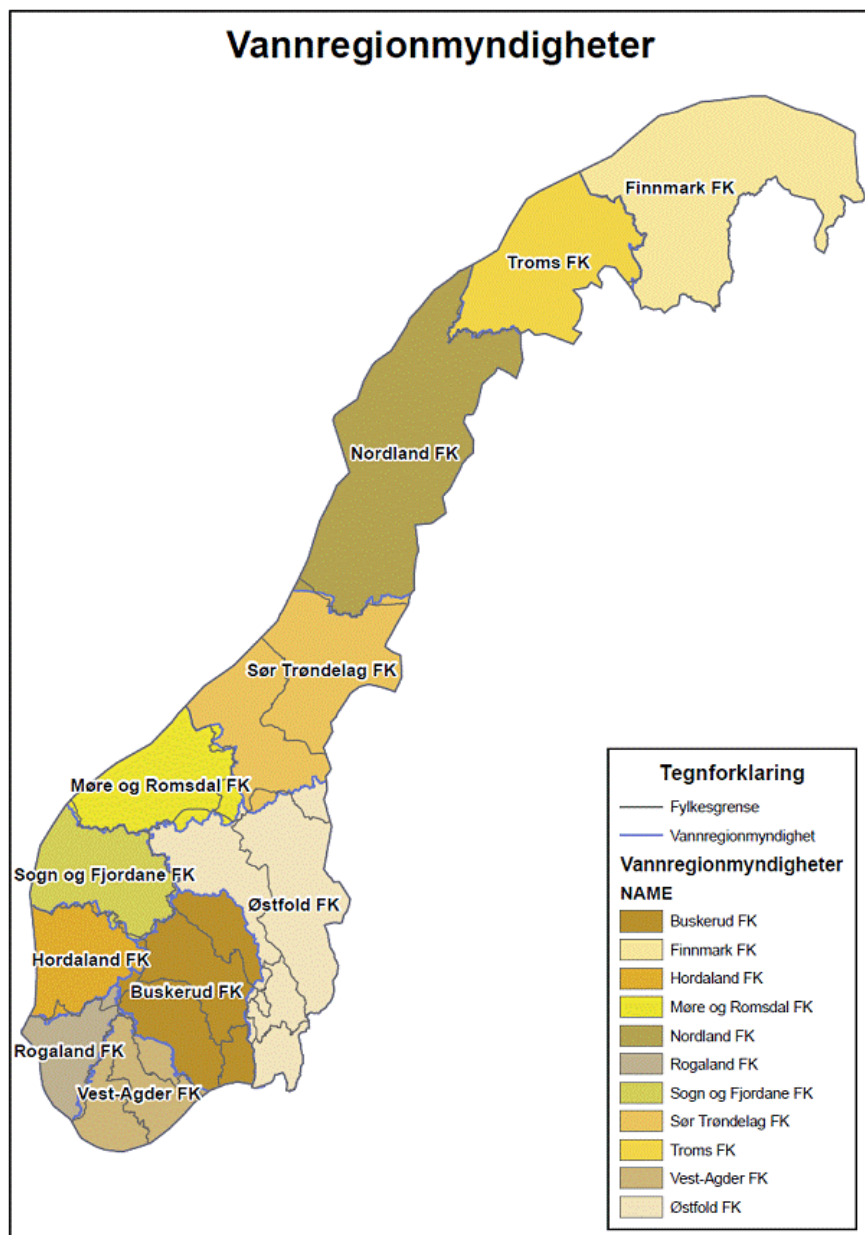 Vannregionmyndigheter
Finnmark FK
Troms FK
Nordland FK
Sør Trøndelag FK
Møre og Romsdal FK
Sogn og Fjordane FK
Østfold FK
Hordaland FK
Buskerud FK
Rogaland FK
Vest-Agder FK
Tegnforklaring
Fylkesgrense
Vannregionmyndighet
Vannregionmyndigheter
NAME
Buskerud FK
Finnmark FK
Hordaland FK
Møre og Romsdal FK
Nordland FK
Rogaland FK
Sogn og Fjordane FK
Sør Trøndelag FK
Troms FK
Vest-Agder FK
Østfold FK